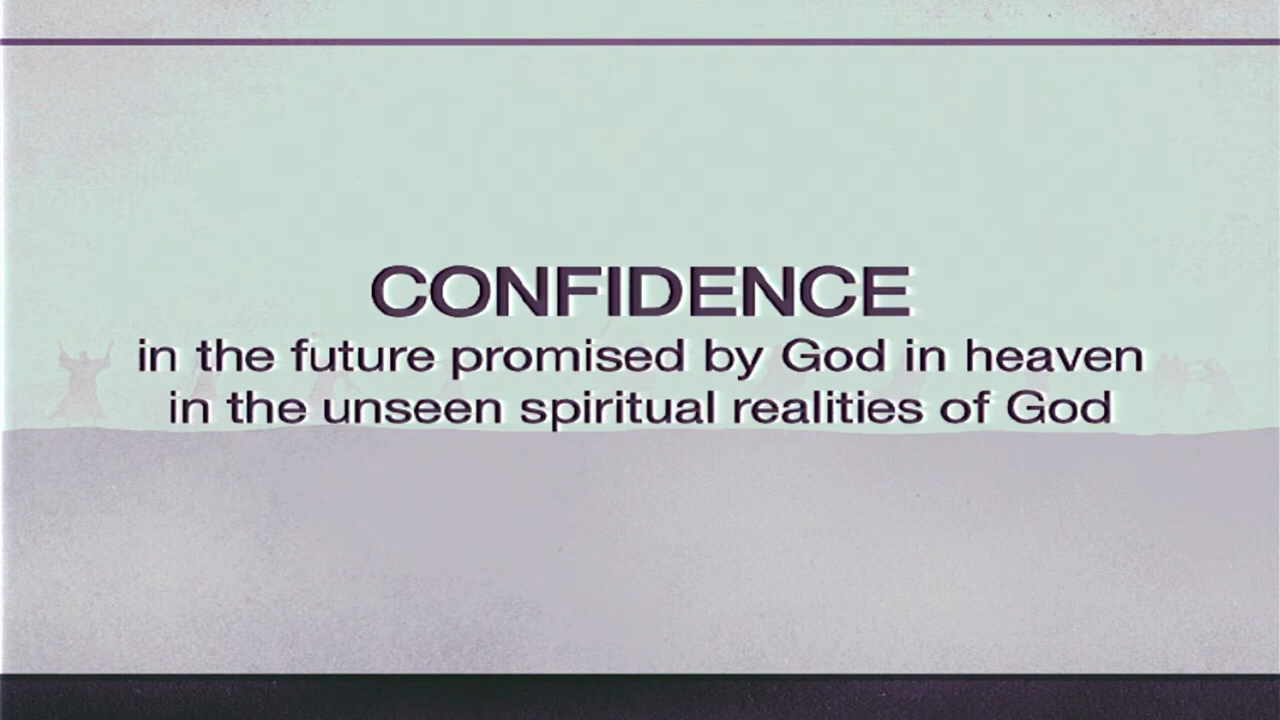 CONFIDENCE
in the future promised by God in heaven
in the unseen spiritual realities of God